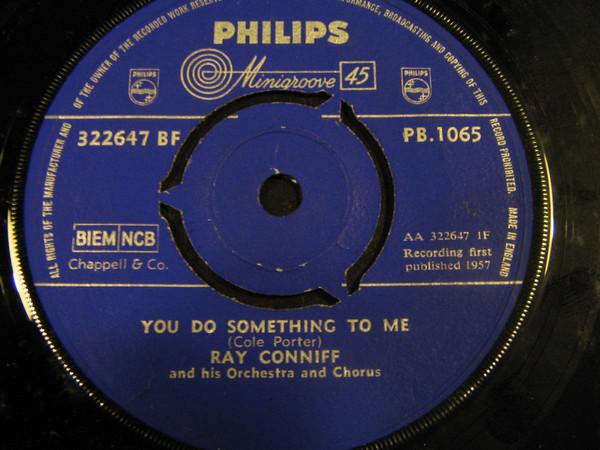 ALL RIGHTS OF THE MANUFACTURER AND OF THE OWNER OF THE RECORDED WORK RESERVED
PERFORMANCE, BROADCASTING AND COPYING OF THIS RECORD PROHIBITED. MADE IN ENGLAND
PHILIPS
Minigroove 45
PHILIPS
PHILIPS
322647 BF
PB.1065
BIEM NCB
Chappell & Co.
AA 322647 1F
Recording first
published 1957
YOU DO SOMETHING TO ME
(Cole Porter)
RAY CONNIFF
and his Orchestra and Chorus